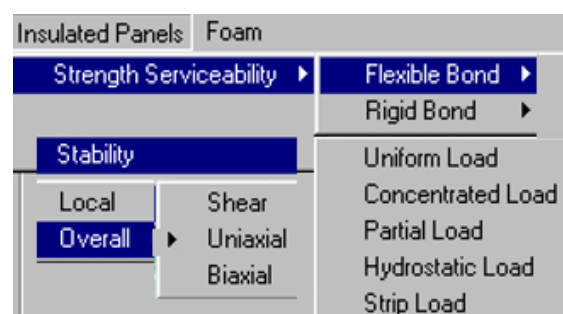 Insulated Panels Foam
Strength Serviceability Flexible Bond
Rigid Bond
Stability
Local
Overall
Shear
Uniaxial
Biaxial
Uniform Load
Concentrated Load
Partial Load
Hydrostatic Load
Strip Load